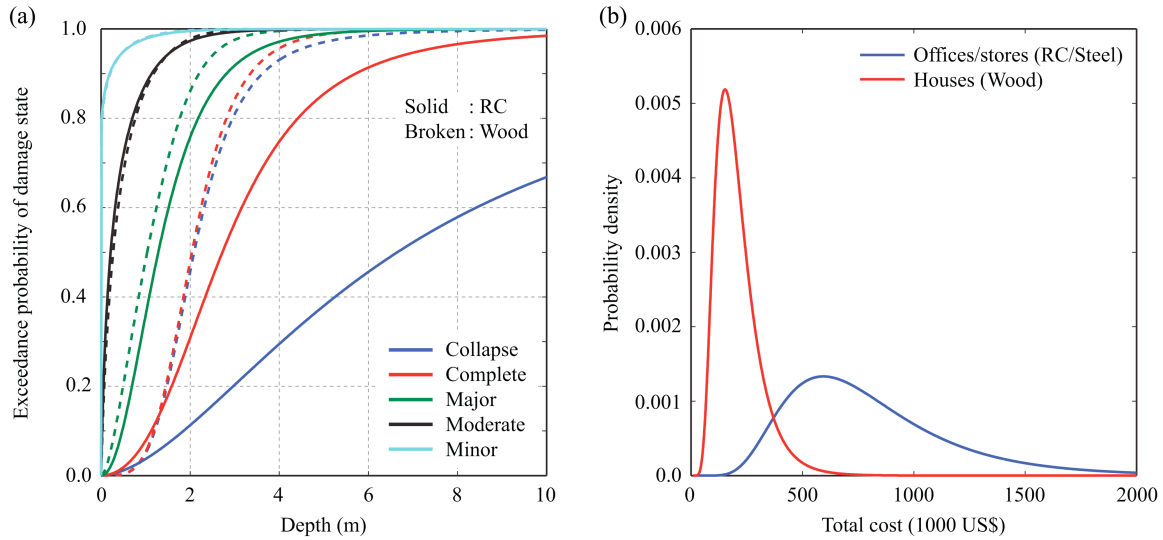 (a)
Exceedance probability of damage state
1.0
0.8
0.6
0.4
0.2
0.0
Solid : RC
Broken : Wood
Collapse
Complete
Major
Moderate
Minor
0 2 4 6 8 10
Depth (m)
(b)
Probability density
0.006
0.005
0.004
0.003
0.002
0.001
0.000
Offices/stores (RC/Steel)
Houses (Wood)
0 500 1000 1500 2000
Total cost (1000 US$)